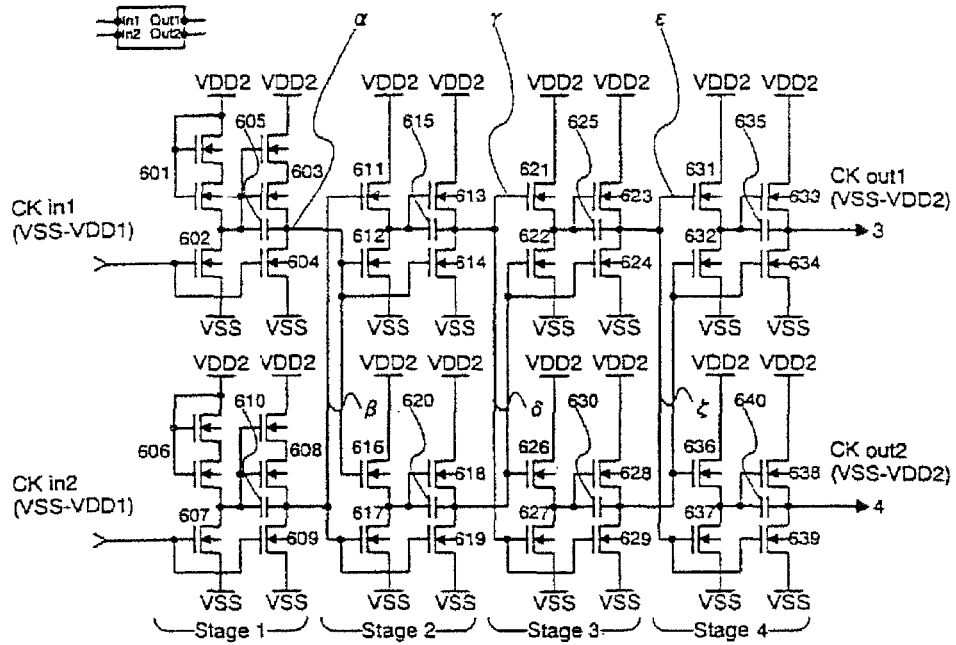 In1 Out1
In2 Out2
α γ ε
VDD2 VDD2 VDD2 VDD2 VDD2 VDD2 VDD2 VDD2
605 615 625 635
601 603 611 613 621 623 631 633
CK in1
(VSS-VDD1)
CK out1
(VSS-VDD2)
602 604 612 614 622 624 632 634
3
VSS VSS VSS VSS VSS VSS VSS VSS
VDD2 VDD2 VDD2 VDD2 VDD2 VDD2 VDD2 VDD2
610 β 620 δ 630 ζ 640
606 608 616 618 626 628 636 638
CK in2
(VSS-VDD1)
CK out2
(VSS-VDD2)
607 609 617 619 627 629 637 639
4
VSS VSS VSS VSS VSS VSS VSS VSS
Stage 1 Stage 2 Stage 3 Stage 4